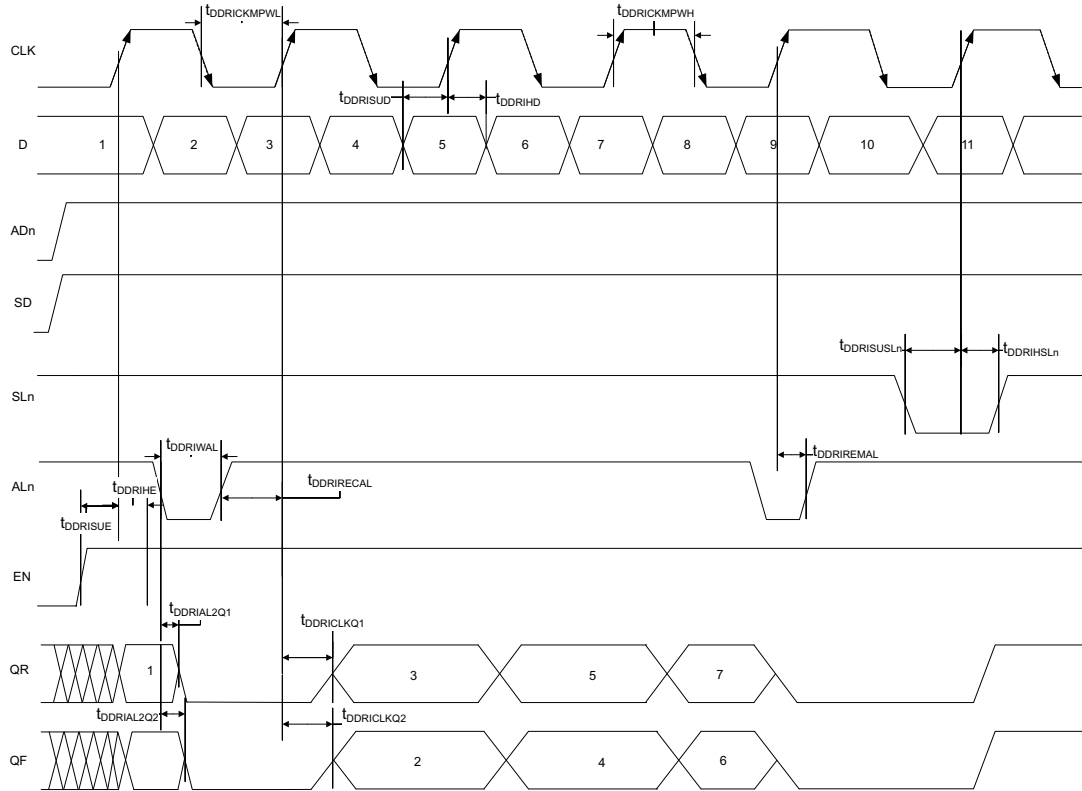 tDDRICKMPWL
tDDRICKMPWH
CLK
tDDRISUD
tDDRIHD
D
1
2
3
4
5
6
7
8
9
10
11
ADn
SD
tDDRISUSLn
tDDRIHSLn
SLn
tDDRIWAL
tDDRIREMAL
ALn
tDDRIHE
tDDRIRECAL
tDDRISUE
EN
tDDRIAL2Q1
tDDRICLKQ1
QR
1
3
5
7
tDDRIAL2Q2
tDDRICLKQ2
QF
2
4
6